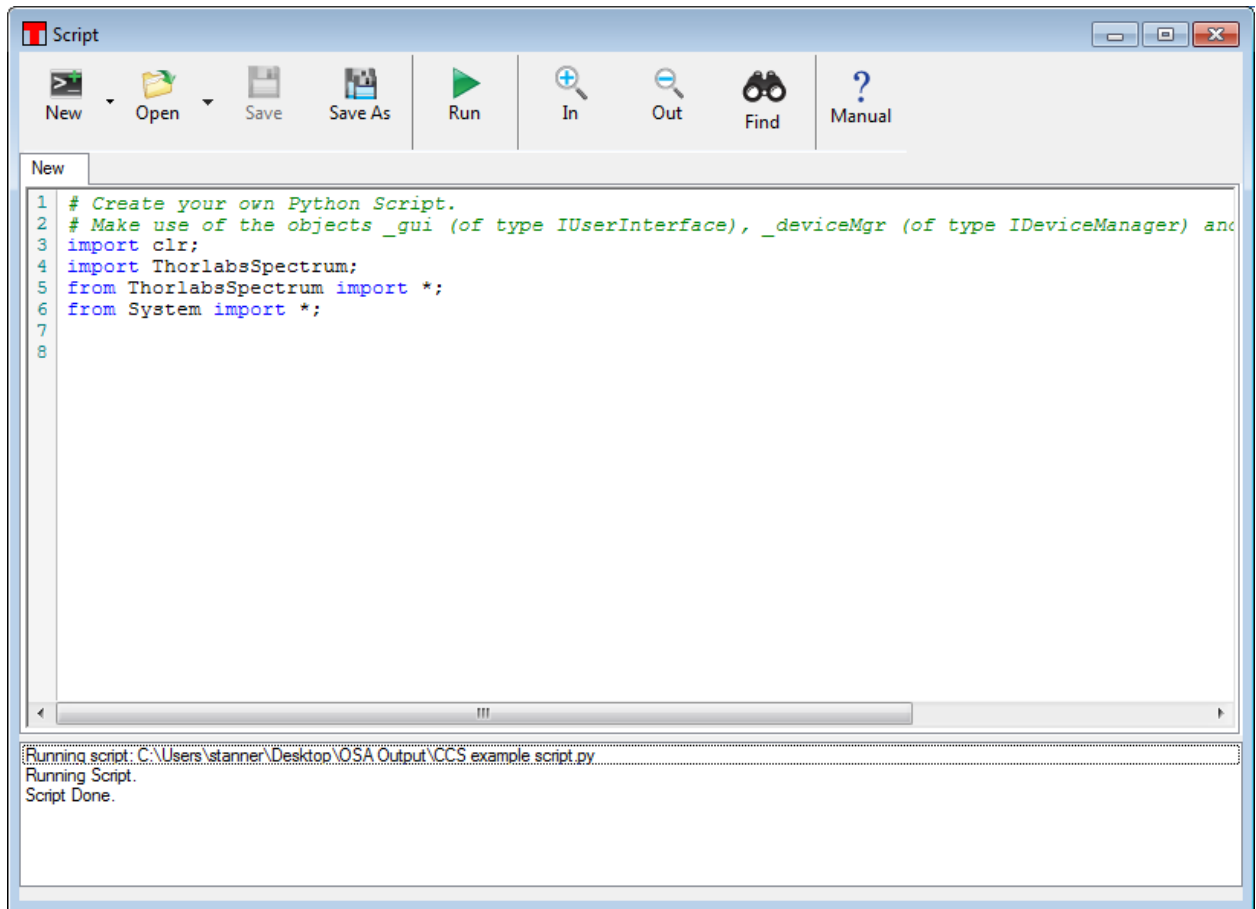 Script
New Open Save Save As Run In Out Find Manual
New
1 # Create your own Python Script.
2 # Make use of the objects _gui (of type IUserInterface), _deviceMgr (of type IDeviceManager) and
3 import clr;
4 import ThorlabsSpectrum;
5 from ThorlabsSpectrum import *;
6 from System import *;
7
8
Running script: C:\Users\stanner\Desktop\OSA Output\CCS example script.py
Running Script.
Script Done.